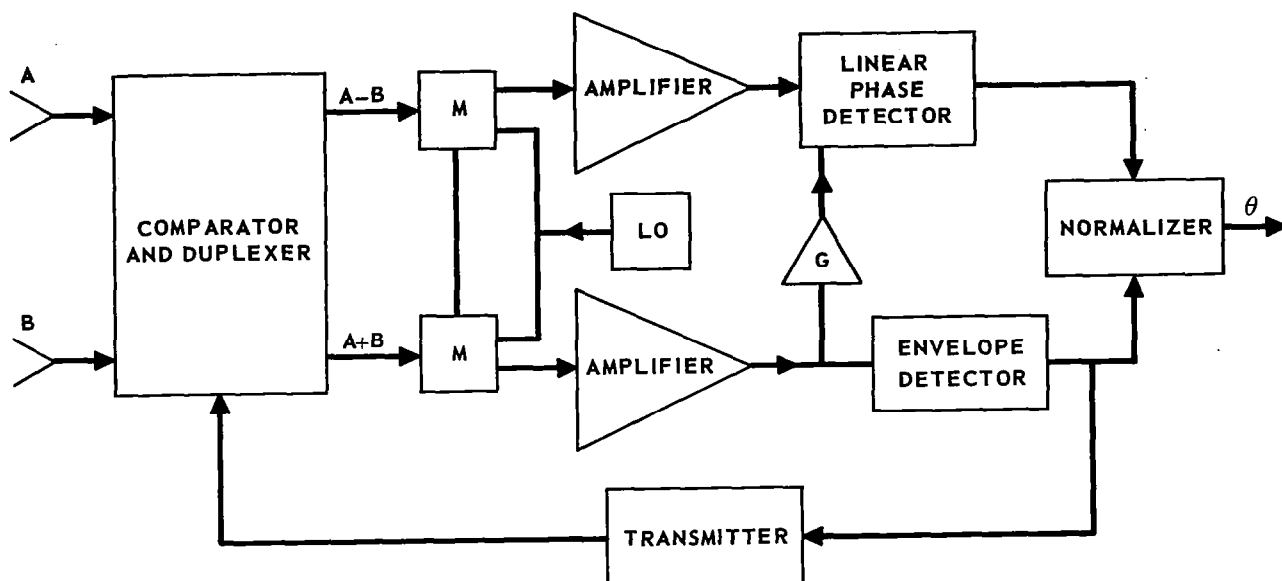 A
A−B
M
AMPLIFIER
LINEAR
PHASE
DETECTOR
COMPARATOR
AND DUPLEXER
LO
NORMALIZER
θ
G
B
A+B
M
AMPLIFIER
ENVELOPE
DETECTOR
TRANSMITTER